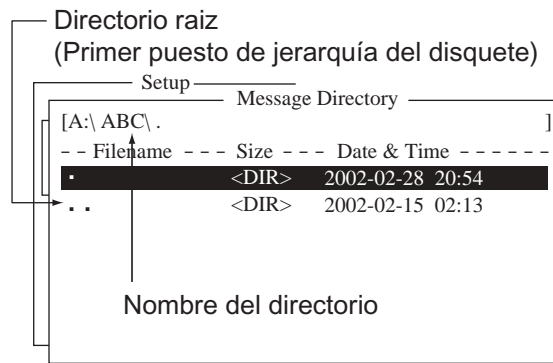 Directorio raiz
(Primer puesto de jerarquía del disquete)
Setup
Message Directory
[A:\ ABC\ . ]
- - Filename - - - Size - - - Date & Time - - - - - -
. <DIR> 2002-02-28 20:54
. . <DIR> 2002-02-15 02:13
Nombre del directorio